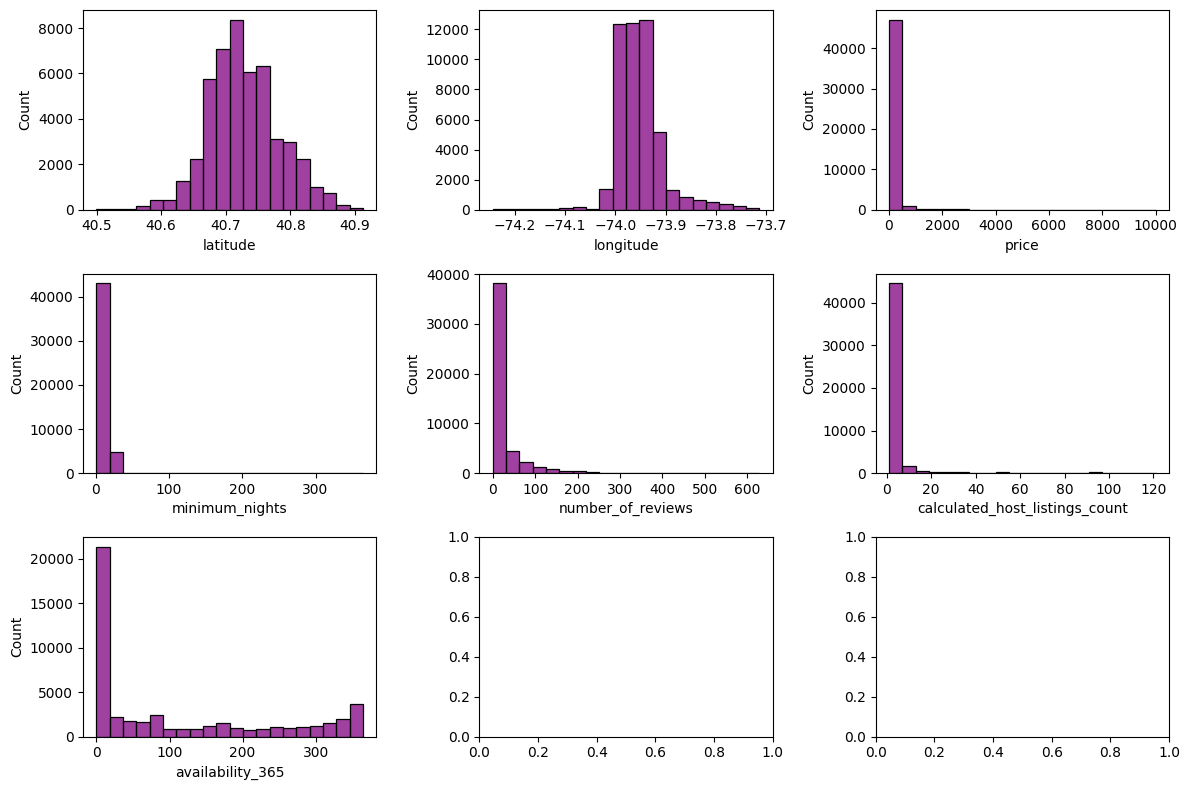 8000
6000
4000
2000
0
Count
40.5 40.6 40.7 40.8 40.9
latitude
12000
10000
8000
6000
4000
2000
0
Count
−74.2 −74.1 −74.0 −73.9 −73.8 −73.7
longitude
40000
30000
20000
10000
0
Count
0 2000 4000 6000 8000 10000
price
40000
30000
20000
10000
0
Count
0 100 200 300
minimum_nights
40000
30000
20000
10000
0
Count
0 100 200 300 400 500 600
number_of_reviews
40000
30000
20000
10000
0
Count
0 20 40 60 80 100 120
calculated_host_listings_count
20000
15000
10000
5000
0
Count
0 100 200 300
availability_365
1.0
0.8
0.6
0.4
0.2
0.0
0.0 0.2 0.4 0.6 0.8 1.0
1.0
0.8
0.6
0.4
0.2
0.0
0.0 0.2 0.4 0.6 0.8 1.0